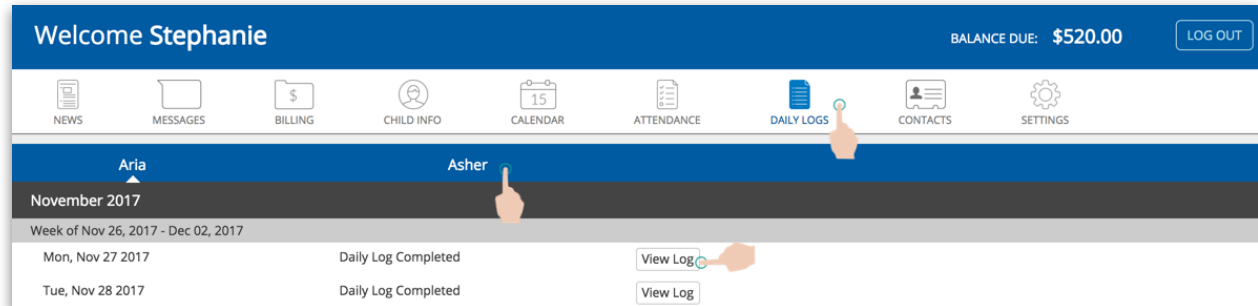 Welcome Stephanie BALANCE DUE: $520.00 LOG OUT
$ 15
NEWS MESSAGES BILLING CHILD INFO CALENDAR ATTENDANCE DAILY LOGS CONTACTS SETTINGS
Aria Asher
November 2017
Week of Nov 26, 2017 - Dec 02, 2017
Mon, Nov 27 2017 Daily Log Completed View Log
Tue, Nov 28 2017 Daily Log Completed View Log